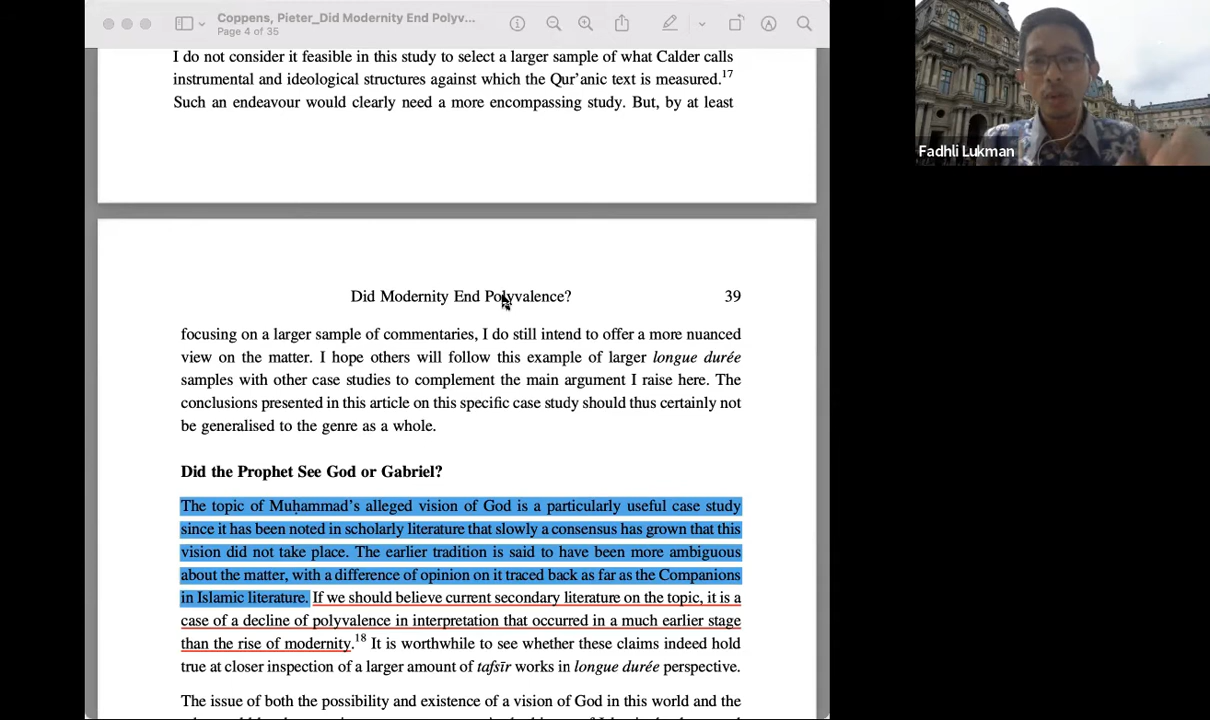 Coppens, Pieter_Did Modernity End Polyv...
Page 4 of 35
I do not consider it feasible in this study to select a larger sample of what Calder calls
instrumental and ideological structures against which the Qur’anic text is measured.17
Such an endeavour would clearly need a more encompassing study. But, by at least
Fadhli Lukman
Did Modernity End Polyvalence? 39
focusing on a larger sample of commentaries, I do still intend to offer a more nuanced
view on the matter. I hope others will follow this example of larger longue durée
samples with other case studies to complement the main argument I raise here. The
conclusions presented in this article on this specific case study should thus certainly not
be generalised to the genre as a whole.
Did the Prophet See God or Gabriel?
The topic of Muḥammad’s alleged vision of God is a particularly useful case study
since it has been noted in scholarly literature that slowly a consensus has grown that this
vision did not take place. The earlier tradition is said to have been more ambiguous
about the matter, with a difference of opinion on it traced back as far as the Companions
in Islamic literature. If we should believe current secondary literature on the topic, it is a
case of a decline of polyvalence in interpretation that occurred in a much earlier stage
than the rise of modernity.18 It is worthwhile to see whether these claims indeed hold
true at closer inspection of a larger amount of tafsīr works in longue durée perspective.
The issue of both the possibility and existence of a vision of God in this world and the